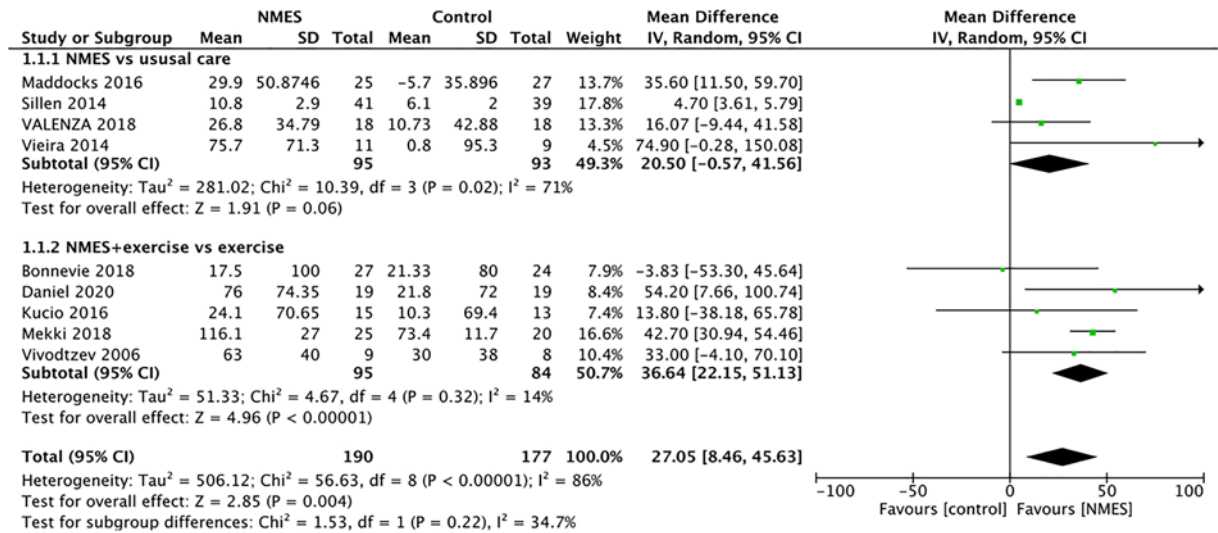 NMES Control Mean Difference Mean Difference
Study or Subgroup Mean SD Total Mean SD Total Weight IV, Random, 95% CI IV, Random, 95% CI
1.1.1 NMES vs ususal care
Maddocks 2016 29.9 50.8746 25 -5.7 35.896 27 13.7% 35.60 [11.50, 59.70]
Sillen 2014 10.8 2.9 41 6.1 2 39 17.8% 4.70 [3.61, 5.79]
VALENZA 2018 26.8 34.79 18 10.73 42.88 18 13.3% 16.07 [-9.44, 41.58]
Vieira 2014 75.7 71.3 11 0.8 95.3 9 4.5% 74.90 [-0.28, 150.08]
Subtotal (95% CI) 95 93 49.3% 20.50 [-0.57, 41.56]
Heterogeneity: Tau² = 281.02; Chi² = 10.39, df = 3 (P = 0.02); I² = 71%
Test for overall effect: Z = 1.91 (P = 0.06)
1.1.2 NMES+exercise vs exercise
Bonnevie 2018 17.5 100 27 21.33 80 24 7.9% -3.83 [-53.30, 45.64]
Daniel 2020 76 74.35 19 21.8 72 19 8.4% 54.20 [7.66, 100.74]
Kucio 2016 24.1 70.65 15 10.3 69.4 13 7.4% 13.80 [-38.18, 65.78]
Mekki 2018 116.1 27 25 73.4 11.7 20 16.6% 42.70 [30.94, 54.46]
Vivodtzev 2006 63 40 9 30 38 8 10.4% 33.00 [-4.10, 70.10]
Subtotal (95% CI) 95 84 50.7% 36.64 [22.15, 51.13]
Heterogeneity: Tau² = 51.33; Chi² = 4.67, df = 4 (P = 0.32); I² = 14%
Test for overall effect: Z = 4.96 (P < 0.00001)
Total (95% CI) 190 177 100.0% 27.05 [8.46, 45.63]
Heterogeneity: Tau² = 506.12; Chi² = 56.63, df = 8 (P < 0.00001); I² = 86%
Test for overall effect: Z = 2.85 (P = 0.004)
Test for subgroup differences: Chi² = 1.53, df = 1 (P = 0.22), I² = 34.7%
-100 -50 0 50 100
Favours [control] Favours [NMES]